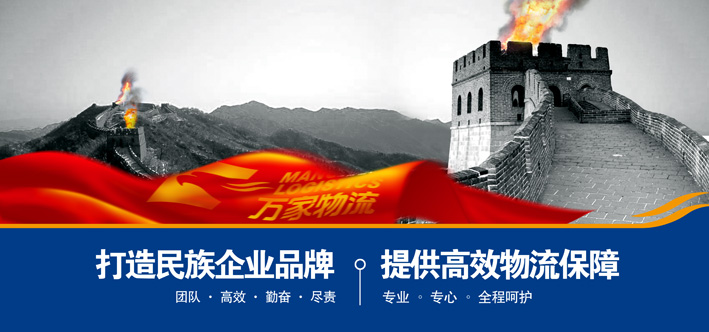 LOGISTICS
万家物流
打造民族企业品牌
提供高效物流保障
团队 · 高效 · 勤奋 · 尽责
专业 ◦ 专心 ◦ 全程呵护